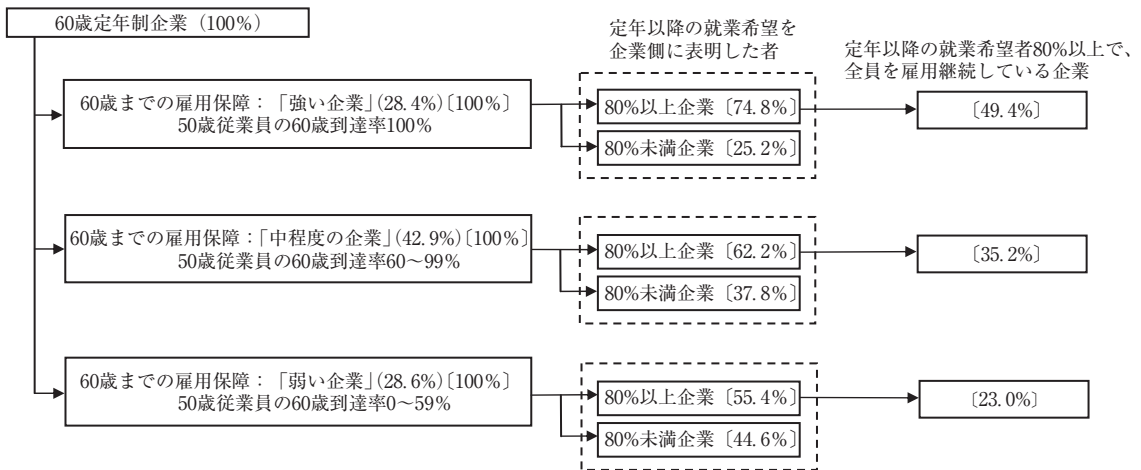 60歳定年制企業（100%）
定年以降の就業希望を
企業側に表明した者
定年以降の就業希望者80%以上で、
全員を雇用継続している企業
60歳までの雇用保障：「強い企業」(28.4%)〔100%〕
50歳従業員の60歳到達率100%
80%以上企業〔74.8%〕
80%未満企業〔25.2%〕
〔49.4%〕
60歳までの雇用保障：「中程度の企業」(42.9%)〔100%〕
50歳従業員の60歳到達率60～99%
80%以上企業〔62.2%〕
80%未満企業〔37.8%〕
〔35.2%〕
60歳までの雇用保障：「弱い企業」(28.6%)〔100%〕
50歳従業員の60歳到達率0～59%
80%以上企業〔55.4%〕
80%未満企業〔44.6%〕
〔23.0%〕